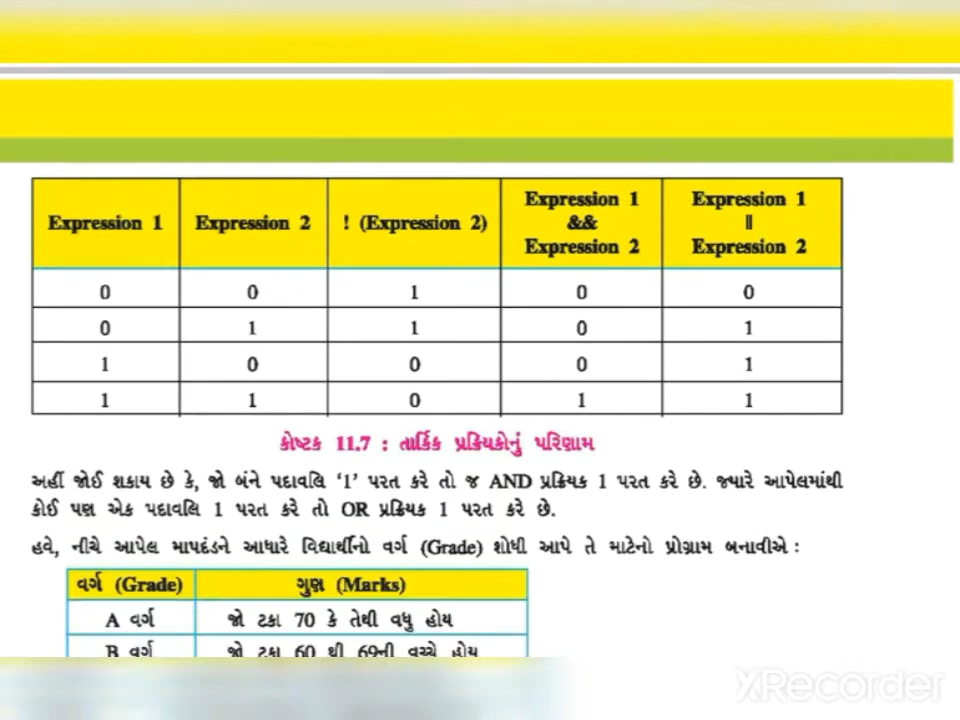 Expression 1 Expression 2 ! (Expression 2) Expression 1 && Expression 2 Expression 1 || Expression 2
0 0 1 0 0
0 1 1 0 1
1 0 0 0 1
1 1 0 1 1
કોષ્ટક 11.7 : તાર્કિક પ્રક્રિયકોનું પરિણામ
અહીં જોઈ શકાય છે કે, જો બંને પદાવલિ ‘1’ પરત કરે તો જ AND પ્રક્રિયક 1 પરત કરે છે. જ્યારે આપેલમાંથી
કોઈ પણ એક પદાવલિ 1 પરત કરે તો OR પ્રક્રિયક 1 પરત કરે છે.
હવે, નીચે આપેલ માપદંડને આધારે વિદ્યાર્થીનો વર્ગ (Grade) શોધી આપે તે માટેનો પ્રોગ્રામ બનાવીએ :
વર્ગ (Grade) ગુણ (Marks)
A વર્ગ જો ટકા 70 કે તેથી વધુ હોય
B વર્ગ જો ટકા 60 થી 69ની વચ્ચે હોય
XRecorder